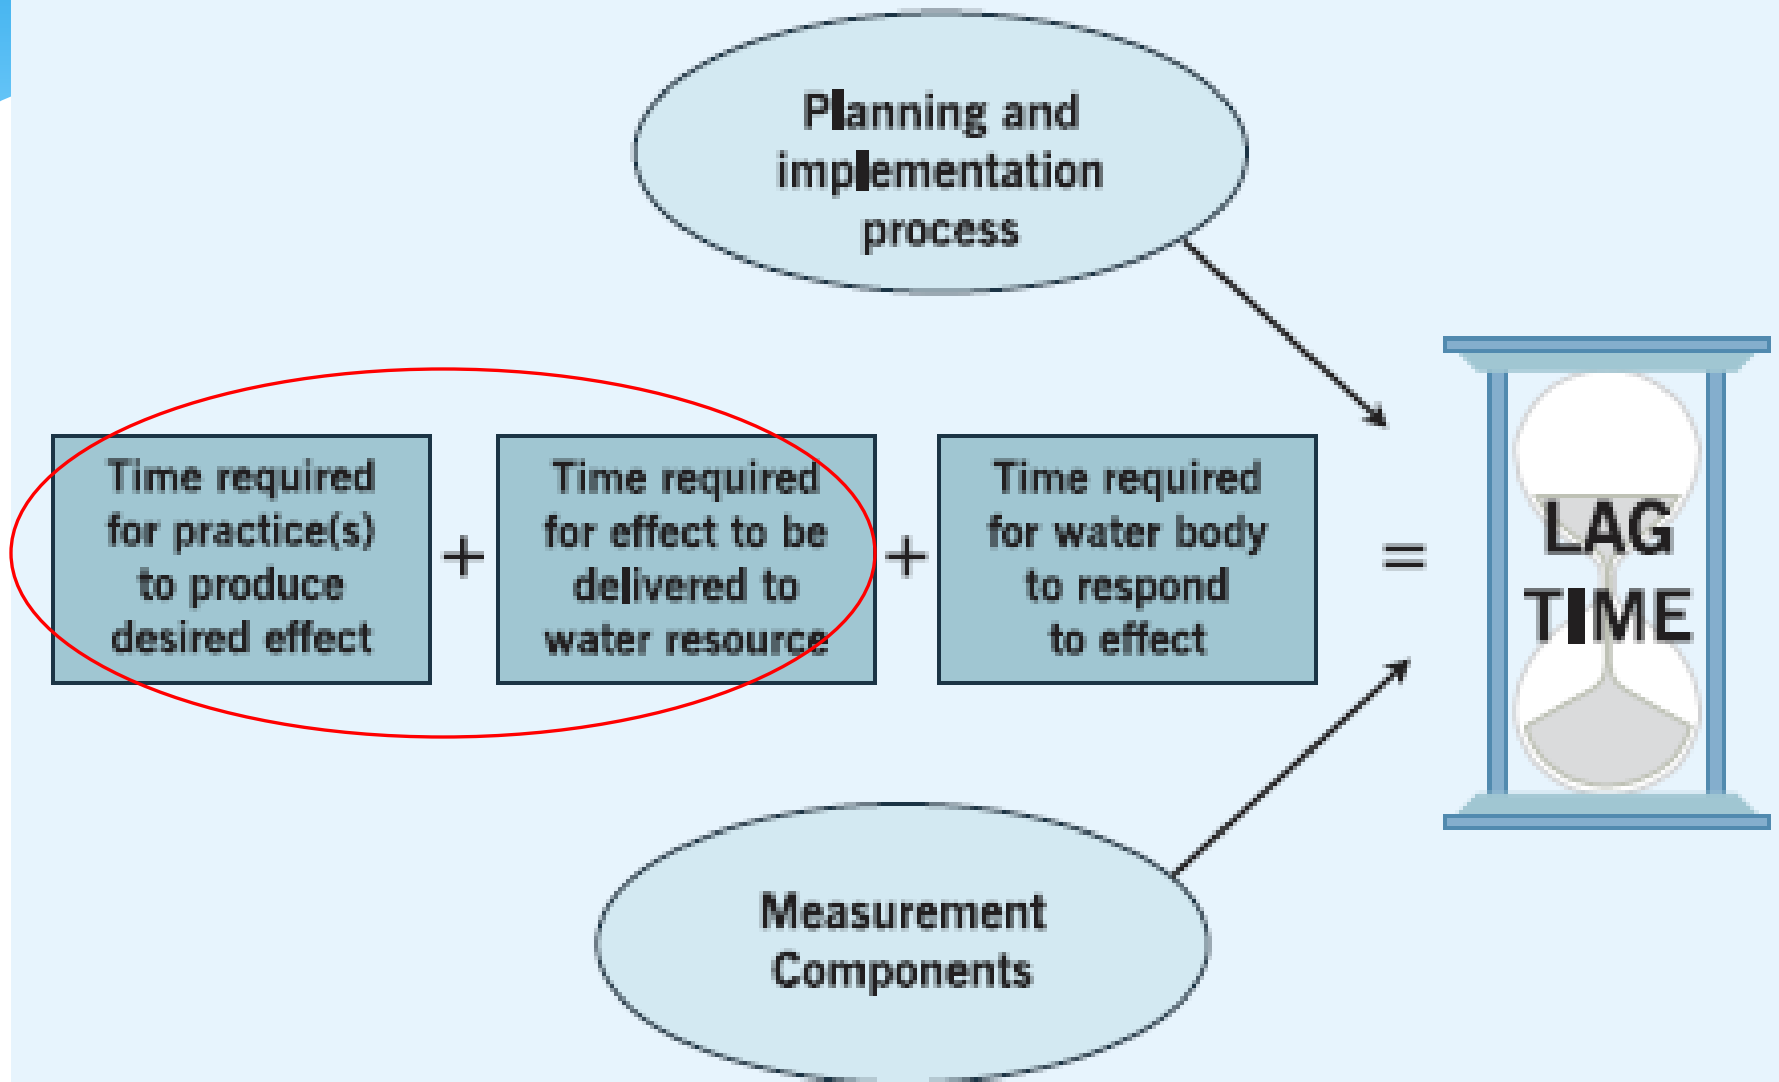 Planning and
implementation
process
Time required
for practice(s)
to produce
desired effect
+
Time required
for effect to be
delivered to
water resource
+
Time required
for water body
to respond
to effect
=
LAG
TIME
Measurement
Components